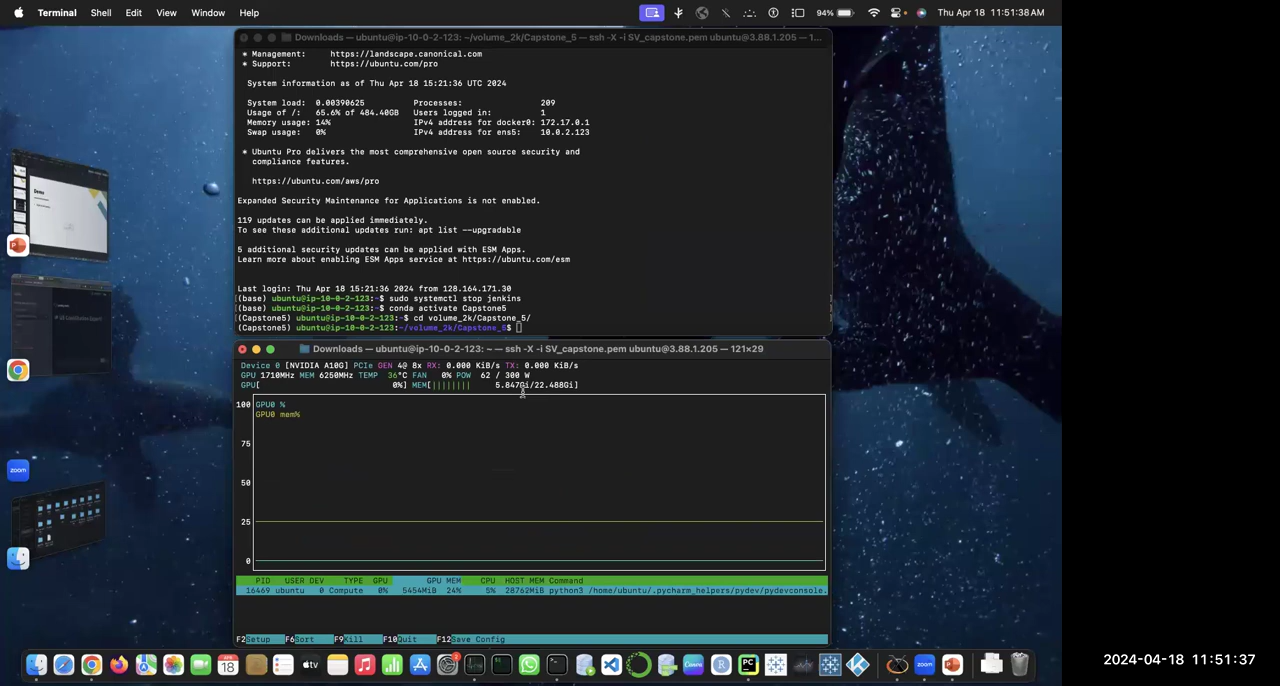 Terminal Shell Edit View Window Help 94% Thu Apr 18 11:51:38 AM
Downloads — ubuntu@ip-10-0-2-123: ~/volume_2k/Capstone_5 — ssh -X -i SV_capstone.pem ubuntu@3.88.1.205 — 1...
* Management: https://landscape.canonical.com
* Support: https://ubuntu.com/pro
System information as of Thu Apr 18 15:21:36 UTC 2024
System load: 0.00390625 Processes: 209
Usage of /: 65.6% of 484.40GB Users logged in: 1
Memory usage: 14% IPv4 address for docker0: 172.17.0.1
Swap usage: 0% IPv4 address for ens5: 10.0.2.123
* Ubuntu Pro delivers the most comprehensive open source security and
compliance features.
https://ubuntu.com/aws/pro
Expanded Security Maintenance for Applications is not enabled.
119 updates can be applied immediately.
To see these additional updates run: apt list --upgradable
5 additional security updates can be applied with ESM Apps.
Learn more about enabling ESM Apps service at https://ubuntu.com/esm
Last login: Thu Apr 18 15:21:36 2024 from 128.164.171.30
[(base) ubuntu@ip-10-0-2-123:~$ sudo systemctl stop jenkins ]
[(base) ubuntu@ip-10-0-2-123:~$ conda activate Capstone5 ]
[(Capstone5) ubuntu@ip-10-0-2-123:~$ cd volume_2k/Capstone_5/ ]
(Capstone5) ubuntu@ip-10-0-2-123:~/volume_2k/Capstone_5$
Downloads — ubuntu@ip-10-0-2-123: ~ — ssh -X -i SV_capstone.pem ubuntu@3.88.1.205 — 121×29
Device 0 [NVIDIA A10G] PCIe GEN 4@ 8x RX: 0.000 KiB/s TX: 0.000 KiB/s
GPU 1710MHz MEM 6250MHz TEMP 36°C FAN 0% POW 62 / 300 W
GPU[ 0%] MEM[|||||||| 5.847Gi/22.488Gi]
100 GPU0 %
GPU0 mem%
75
50
25
0
PID USER DEV TYPE GPU GPU MEM CPU HOST MEM Command
16469 ubuntu 0 Compute 0% 5454MiB 24% 5% 28762MiB python3 /home/ubuntu/.pycharm_helpers/pydev/pydevconsole.
F2Setup F6Sort F9Kill F10Quit F12Save Config
Demo
zoom
APR
18
tv
Canva
R
PC
zoom
2024-04-18 11:51:37